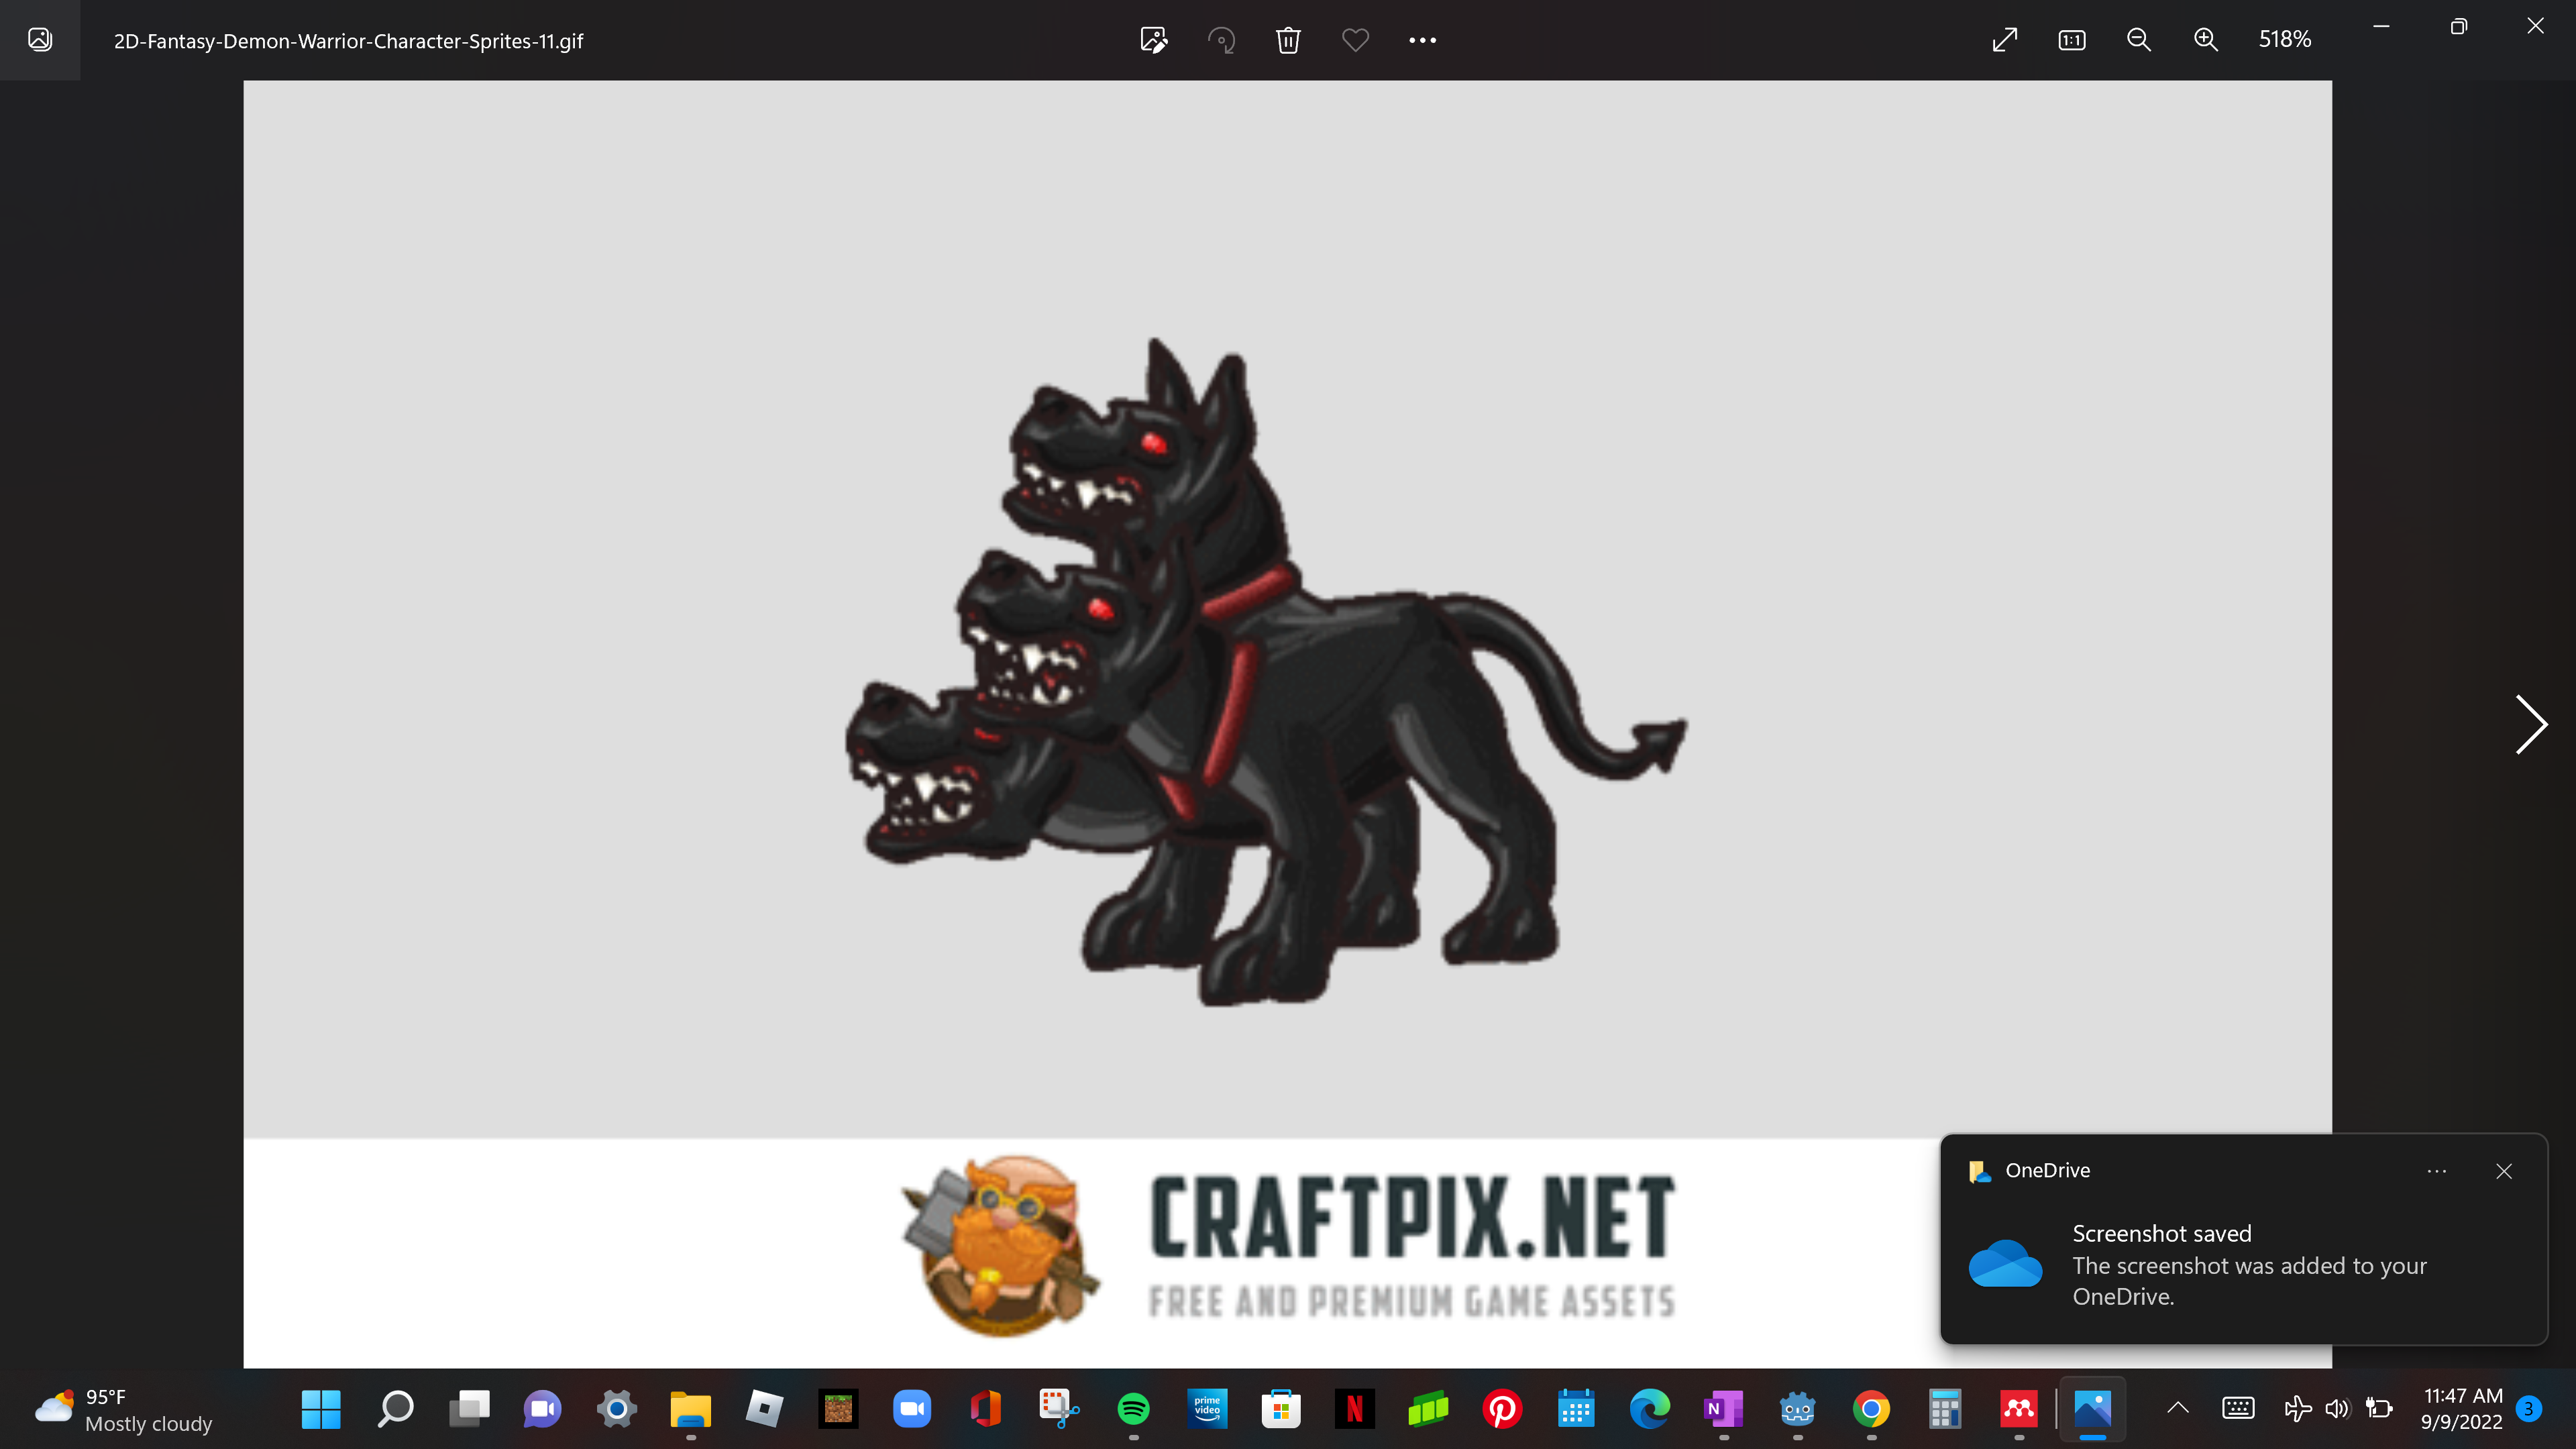 2D-Fantasy-Demon-Warrior-Character-Sprites-11.gif
1:1
518%
CRAFTPIX.NET
FREE AND PREMIUM GAME ASSETS
OneDrive
Screenshot saved
The screenshot was added to your
OneDrive.
95°F
Mostly cloudy
prime
video
N
N
11:47 AM
9/9/2022
3